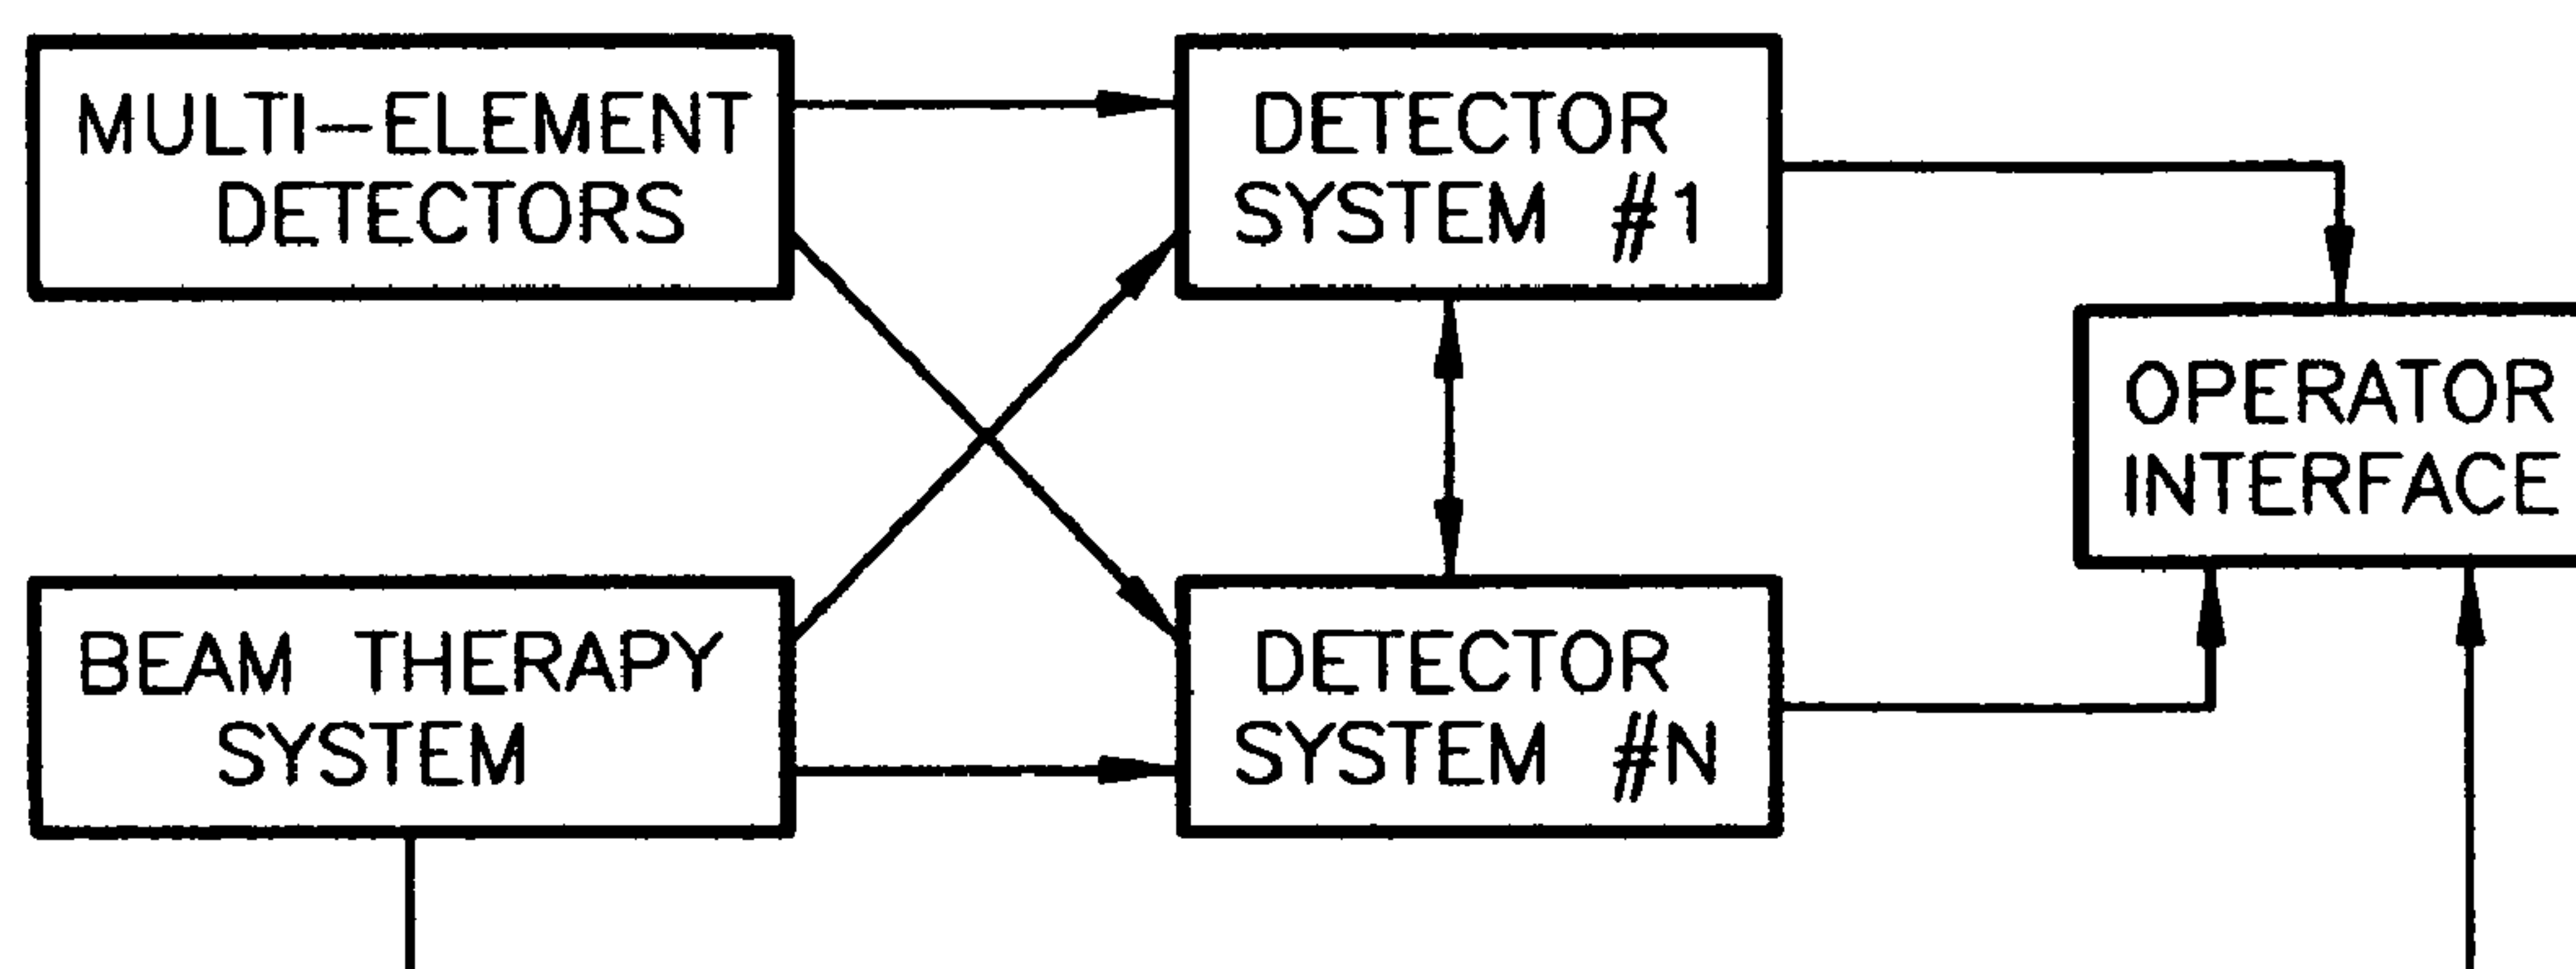 MULTI-ELEMENT
DETECTORS
DETECTOR
SYSTEM #1
OPERATOR
INTERFACE
BEAM THERAPY
SYSTEM
DETECTOR
SYSTEM #N